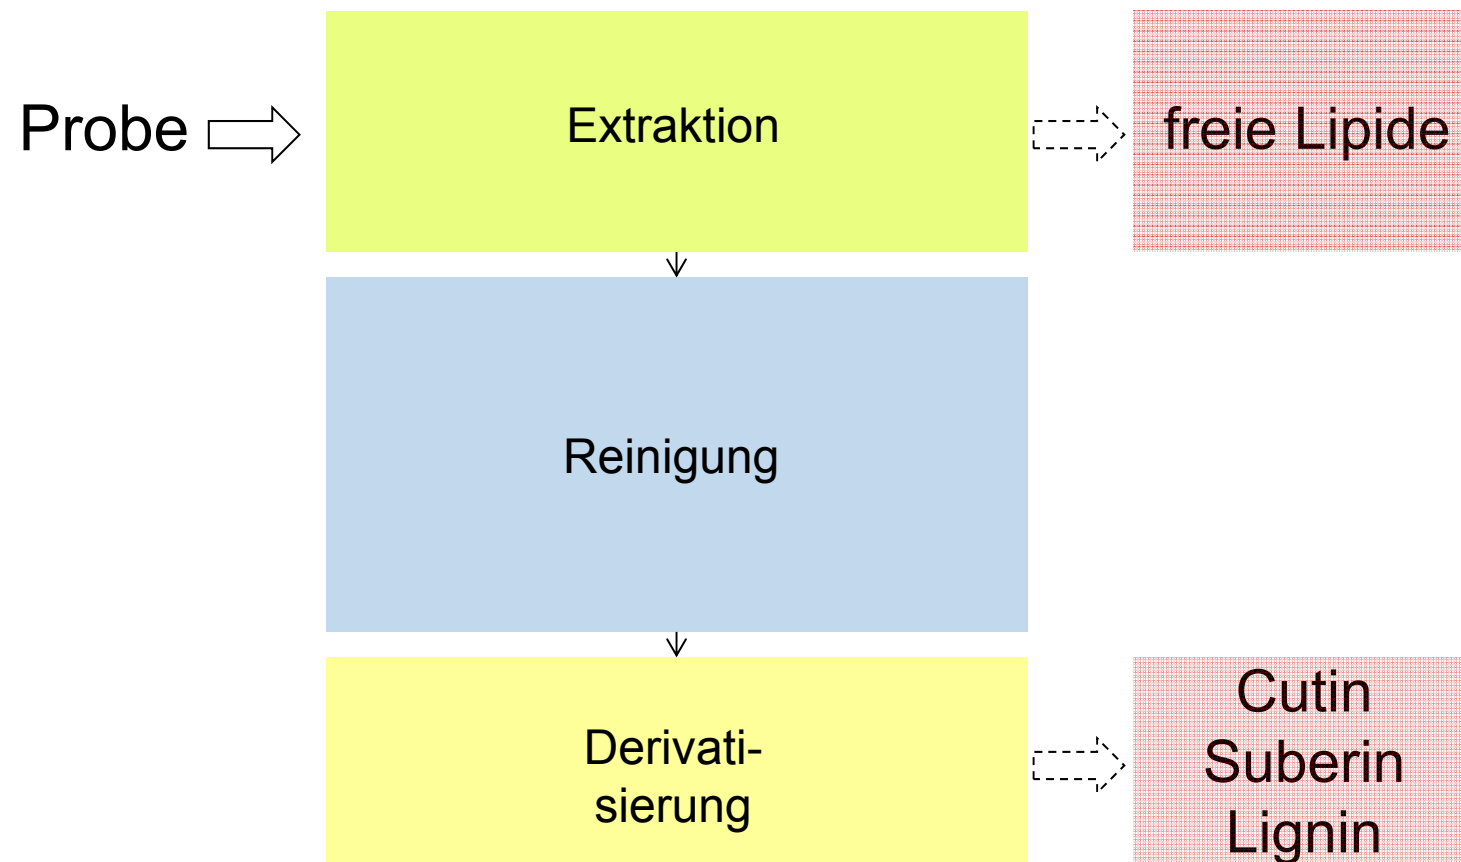 Probe
Extraktion
freie Lipide
Reinigung
Derivati-
sierung
Cutin
Suberin
Lignin